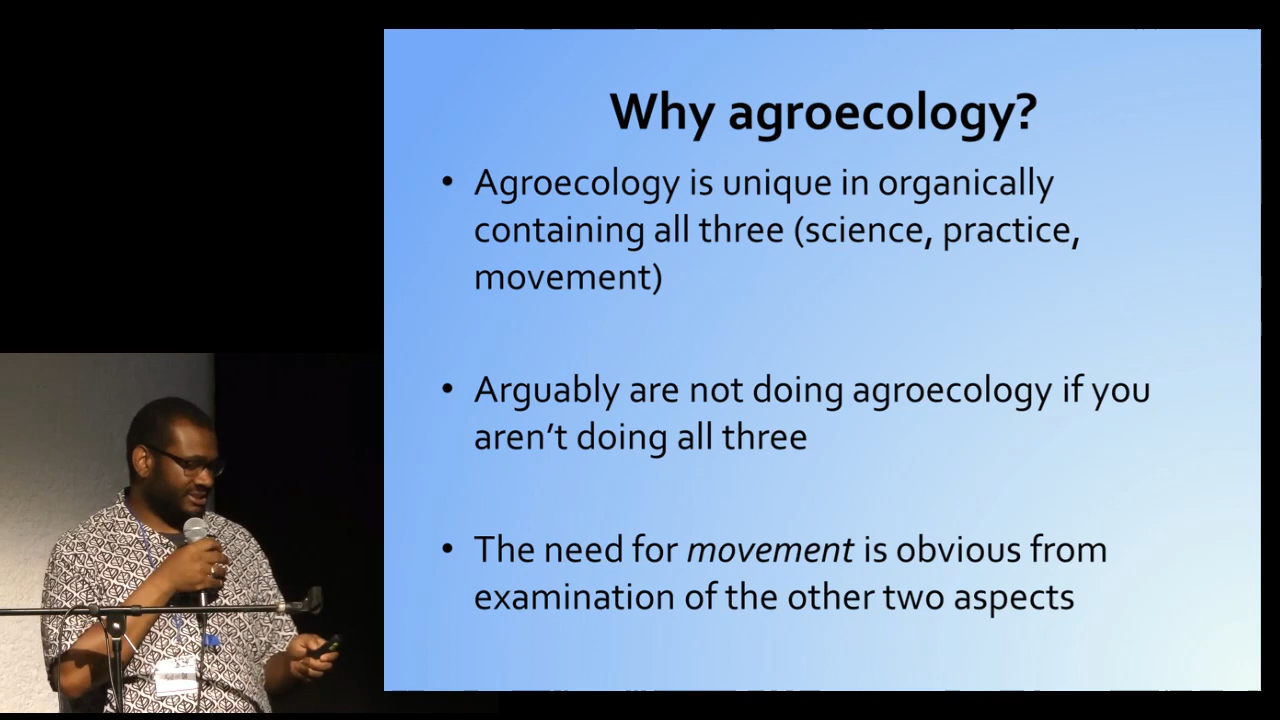 Why agroecology?
• Agroecology is unique in organically
containing all three (science, practice,
movement)
• Arguably are not doing agroecology if you
aren’t doing all three
• The need for movement is obvious from
examination of the other two aspects